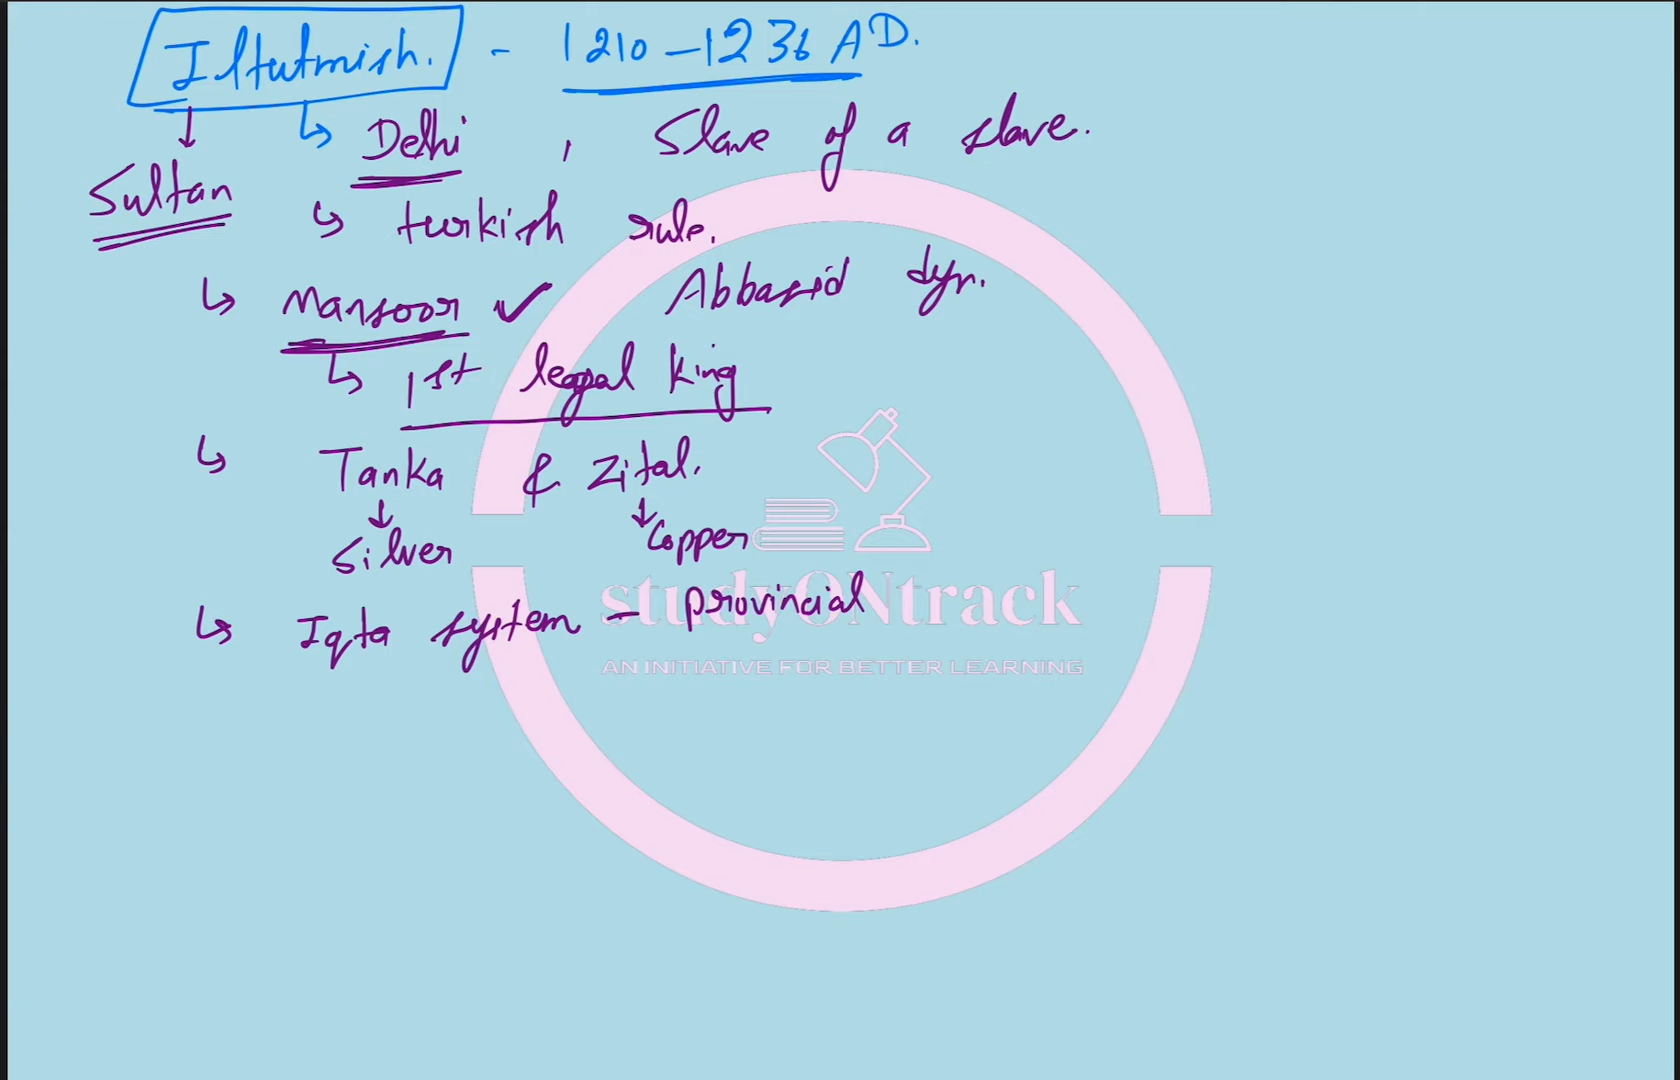 Iltutmish. - 1210-1236 AD.
↳ Delhi, Slave of a slave.
Sultan
↳ turkish rule.
↳ Mansoor ✓ Abbasid dyn.
↳ 1st legal King
↳ Tanka & Zital.
Silver Copper
↳ Iqta system - provincial
studyONtrack
AN INITIATIVE FOR BETTER LEARNING